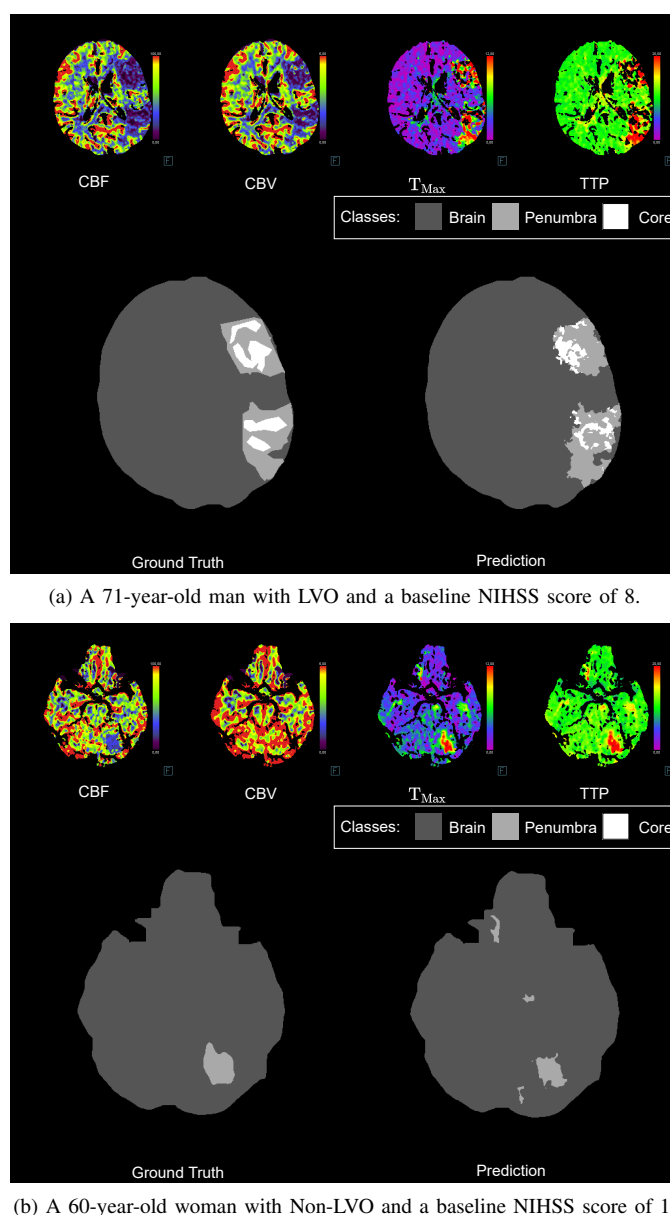 CBF CBV T_Max TTP
Classes: Brain Penumbra Core
Ground Truth Prediction
(a) A 71-year-old man with LVO and a baseline NIHSS score of 8.
CBF CBV T_Max TTP
Classes: Brain Penumbra Core
Ground Truth Prediction
(b) A 60-year-old woman with Non-LVO and a baseline NIHSS score of 1